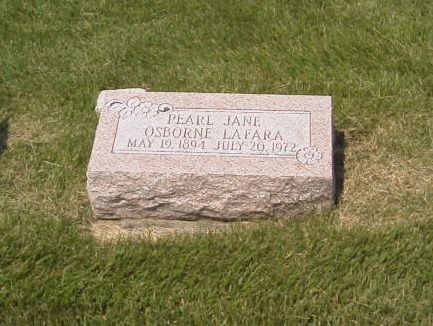 PEARL JANE
OSBORNE LAFARA
MAY 19, 1894 JULY 20, 1972